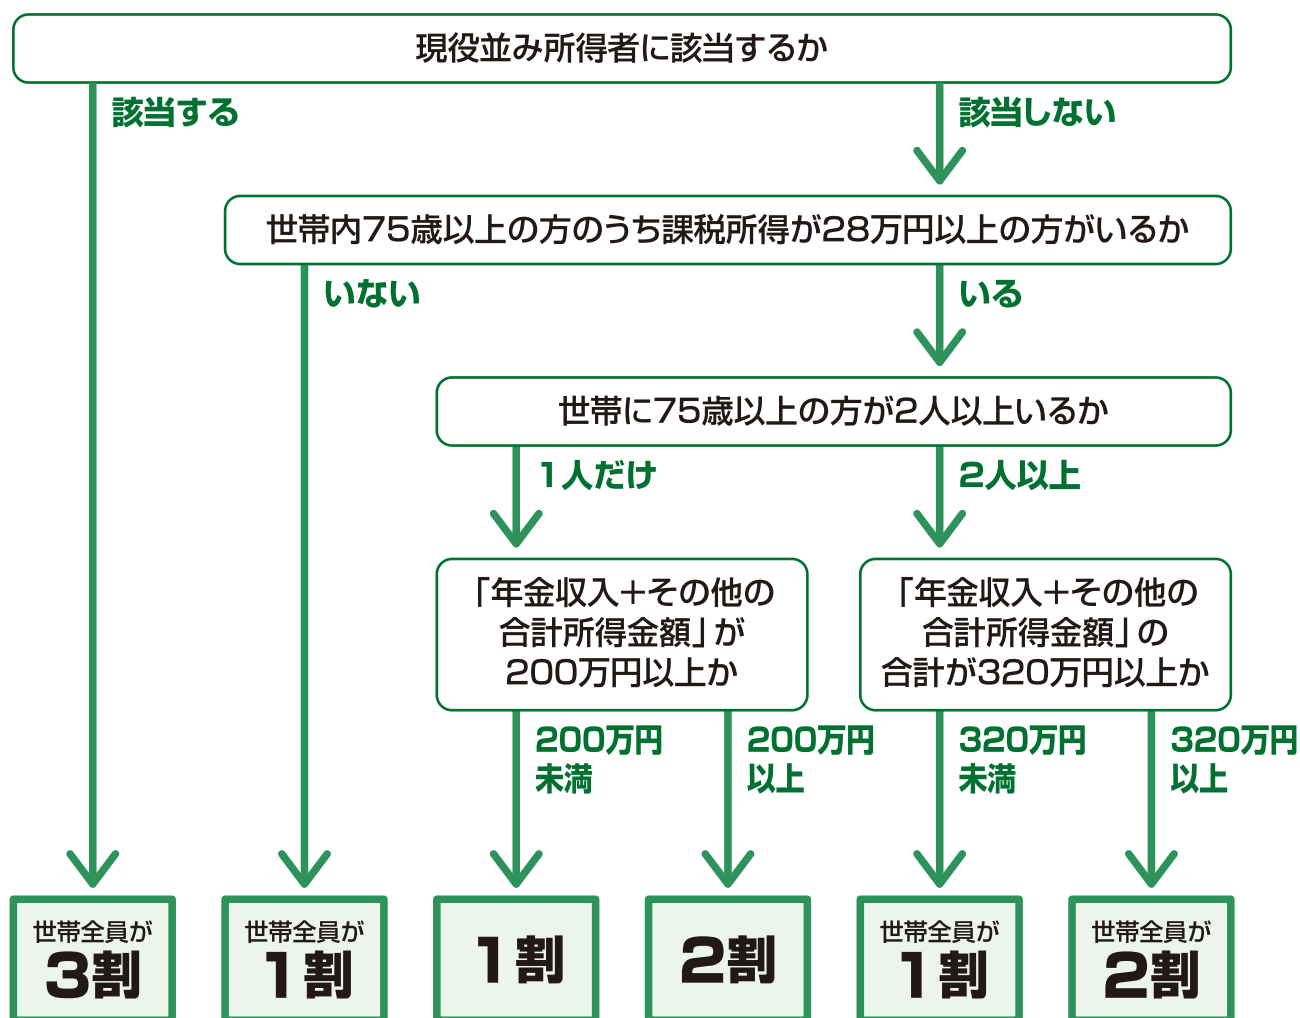 現役並み所得者に該当するか
該当する
該当しない
世帯内75歳以上の方のうち課税所得が28万円以上の方がいるか
いない
いる
世帯に75歳以上の方が2人以上いるか
1人だけ
2人以上
「年金収入＋その他の
合計所得金額」が
200万円以上か
「年金収入＋その他の
合計所得金額」の
合計が320万円以上か
200万円
未満
200万円
以上
320万円
未満
320万円
以上
世帯全員が
3割
世帯全員が
1割
1割
2割
世帯全員が
1割
世帯全員が
2割